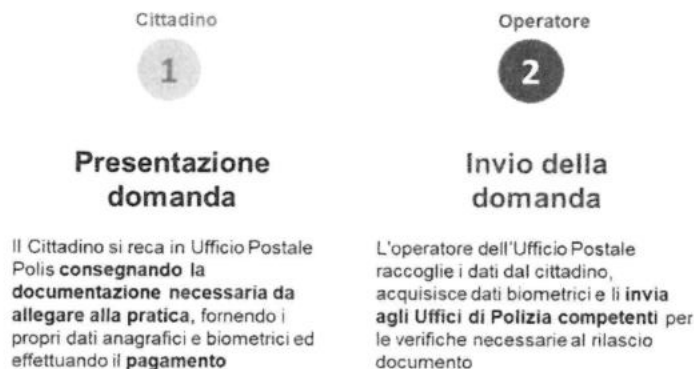 Cittadino
1
Presentazione
domanda
Il Cittadino si reca in Ufficio Postale
Polis consegnando la
documentazione necessaria da
allegare alla pratica, fornendo i
propri dati anagrafici e biometrici ed
effettuando il pagamento
Operatore
2
Invio della
domanda
L'operatore dell'Ufficio Postale
raccoglie i dati dal cittadino,
acquisisce dati biometrici e li invia
agli Uffici di Polizia competenti per
le verifiche necessarie al rilascio
documento